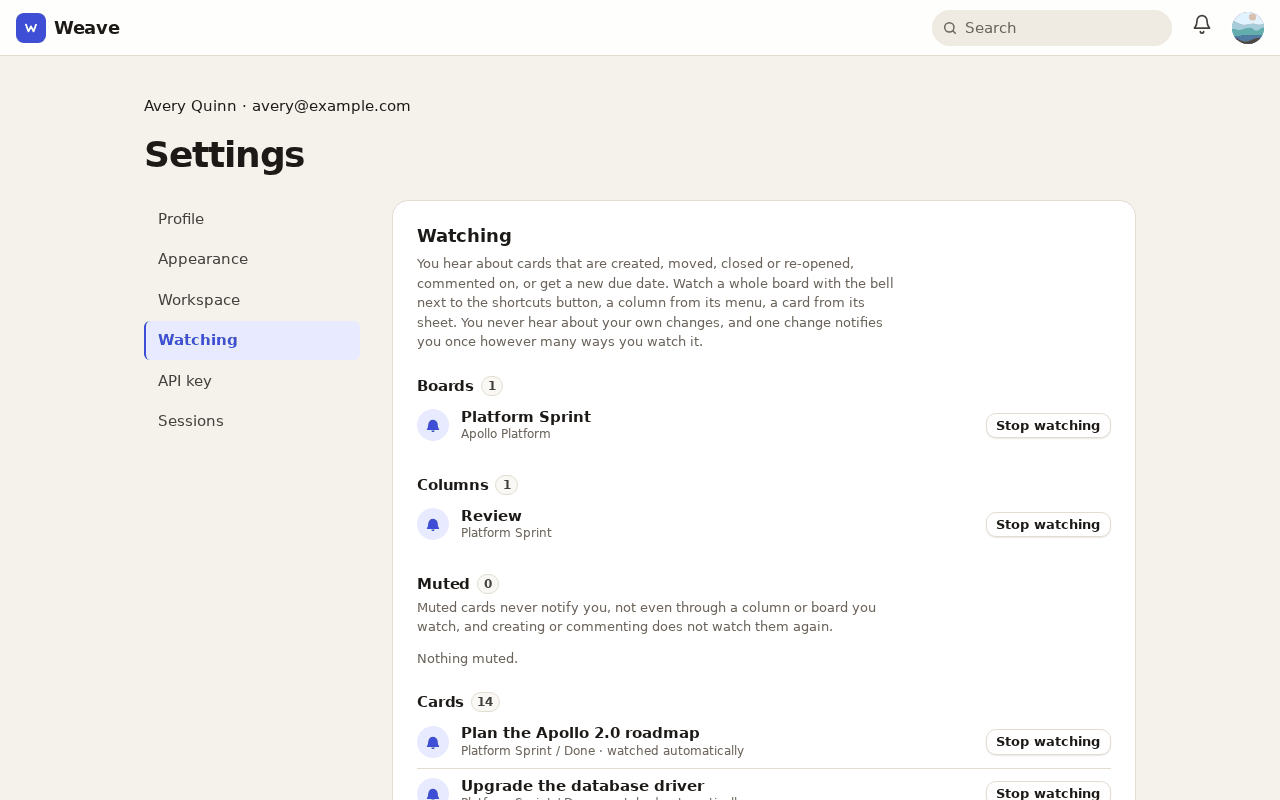 Weave
Search
Avery Quinn · avery@example.com
Settings
Profile
Appearance
Workspace
Watching
API key
Sessions
Watching
You hear about cards that are created, moved, closed or re-opened,
commented on, or get a new due date. Watch a whole board with the bell
next to the shortcuts button, a column from its menu, a card from its
sheet. You never hear about your own changes, and one change notifies
you once however many ways you watch it.
Boards 1
Platform Sprint
Apollo Platform
Stop watching
Columns 1
Review
Platform Sprint
Stop watching
Muted 0
Muted cards never notify you, not even through a column or board you
watch, and creating or commenting does not watch them again.
Nothing muted.
Cards 14
Plan the Apollo 2.0 roadmap
Platform Sprint / Done · watched automatically
Stop watching
Upgrade the database driver
Stop watching